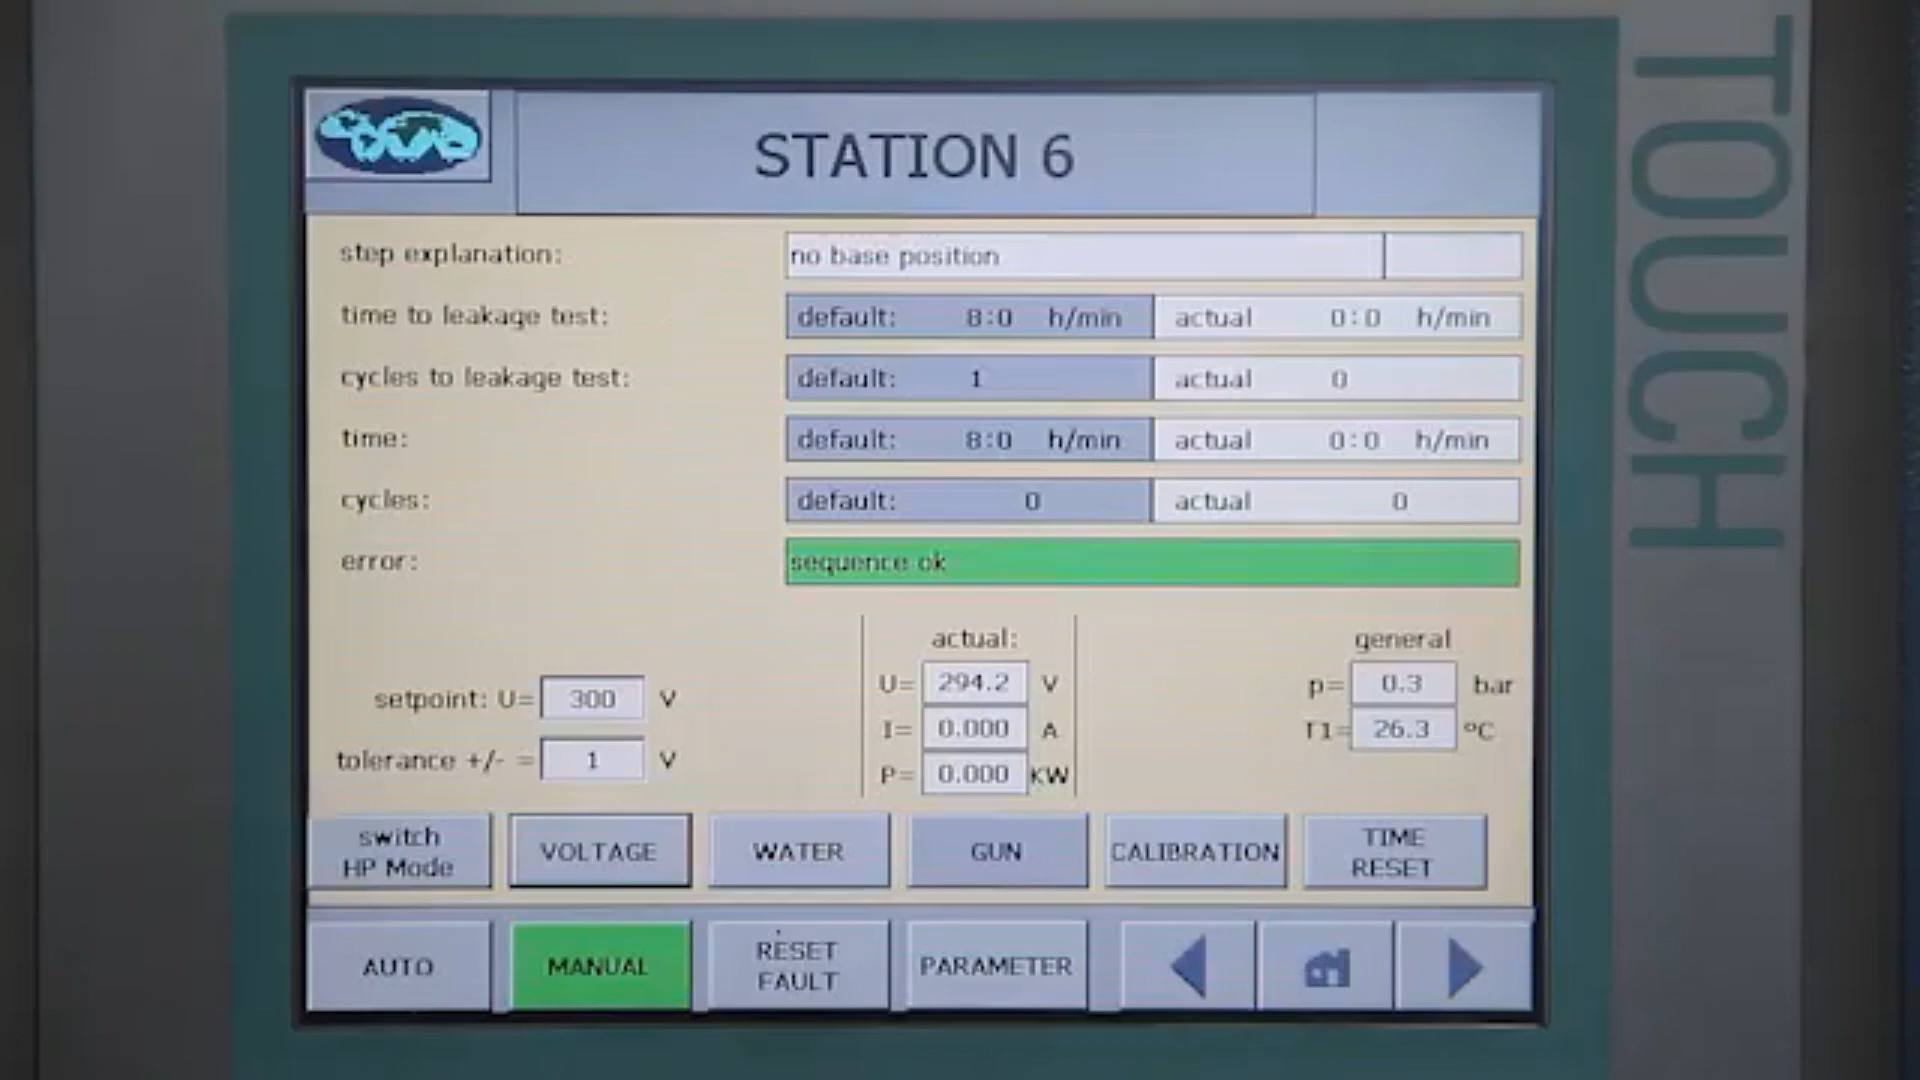 STATION 6
step explanation: no base position
time to leakage test: default: 8:0 h/min actual 0:0 h/min
cycles to leakage test: default: 1 actual 0
time: default: 8:0 h/min actual 0:0 h/min
cycles: default: 0 actual 0
error: sequence ok
actual: general
setpoint: U= 300 V U= 294.2 V p= 0.3 bar
I= 0.000 A T1= 26.3 °C
tolerance +/- = 1 V P= 0.000 KW
switch HP Mode
VOLTAGE
WATER
GUN
CALIBRATION
TIME RESET
AUTO
MANUAL
RESET FAULT
PARAMETER
TOUCH